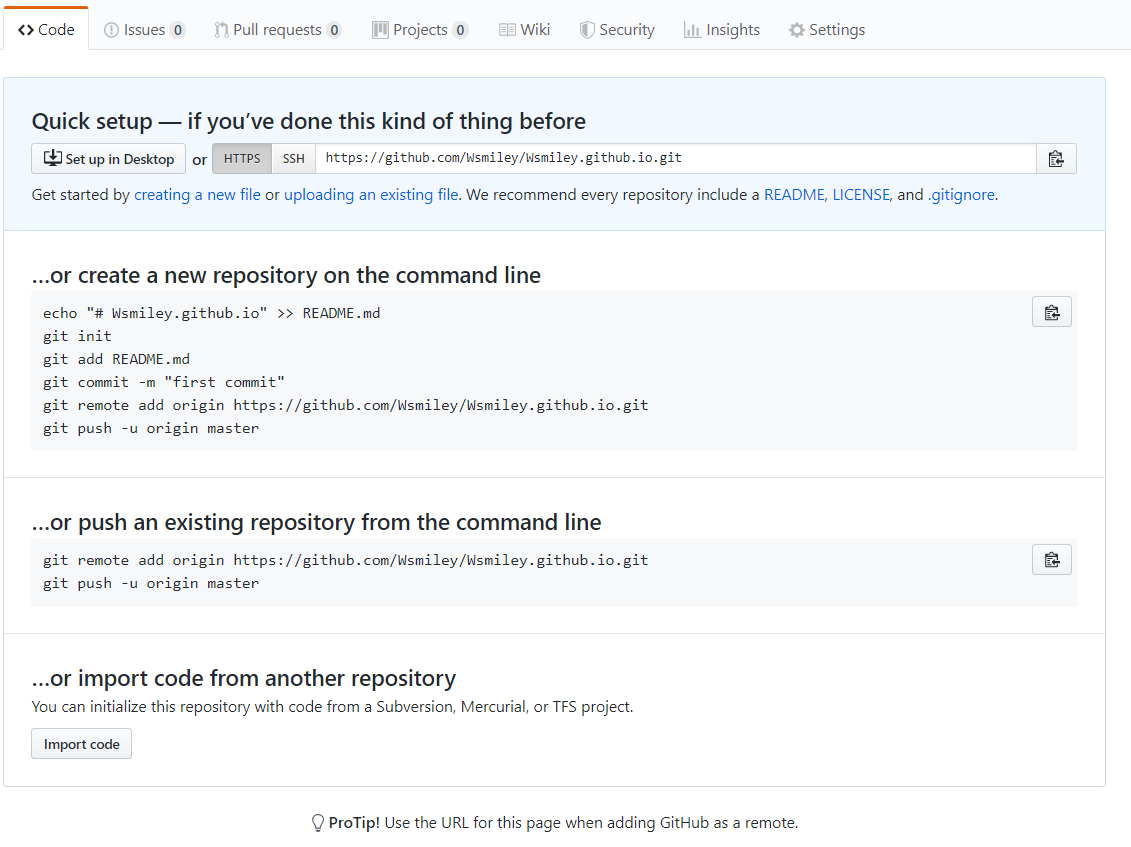 Code Issues 0 Pull requests 0 Projects 0 Wiki Security Insights Settings
Quick setup — if you’ve done this kind of thing before
Set up in Desktop or HTTPS SSH https://github.com/Wsmiley/Wsmiley.github.io.git
Get started by creating a new file or uploading an existing file. We recommend every repository include a README, LICENSE, and .gitignore.
…or create a new repository on the command line
echo "# Wsmiley.github.io" >> README.md
git init
git add README.md
git commit -m "first commit"
git remote add origin https://github.com/Wsmiley/Wsmiley.github.io.git
git push -u origin master
…or push an existing repository from the command line
git remote add origin https://github.com/Wsmiley/Wsmiley.github.io.git
git push -u origin master
…or import code from another repository
You can initialize this repository with code from a Subversion, Mercurial, or TFS project.
Import code
ProTip! Use the URL for this page when adding GitHub as a remote.